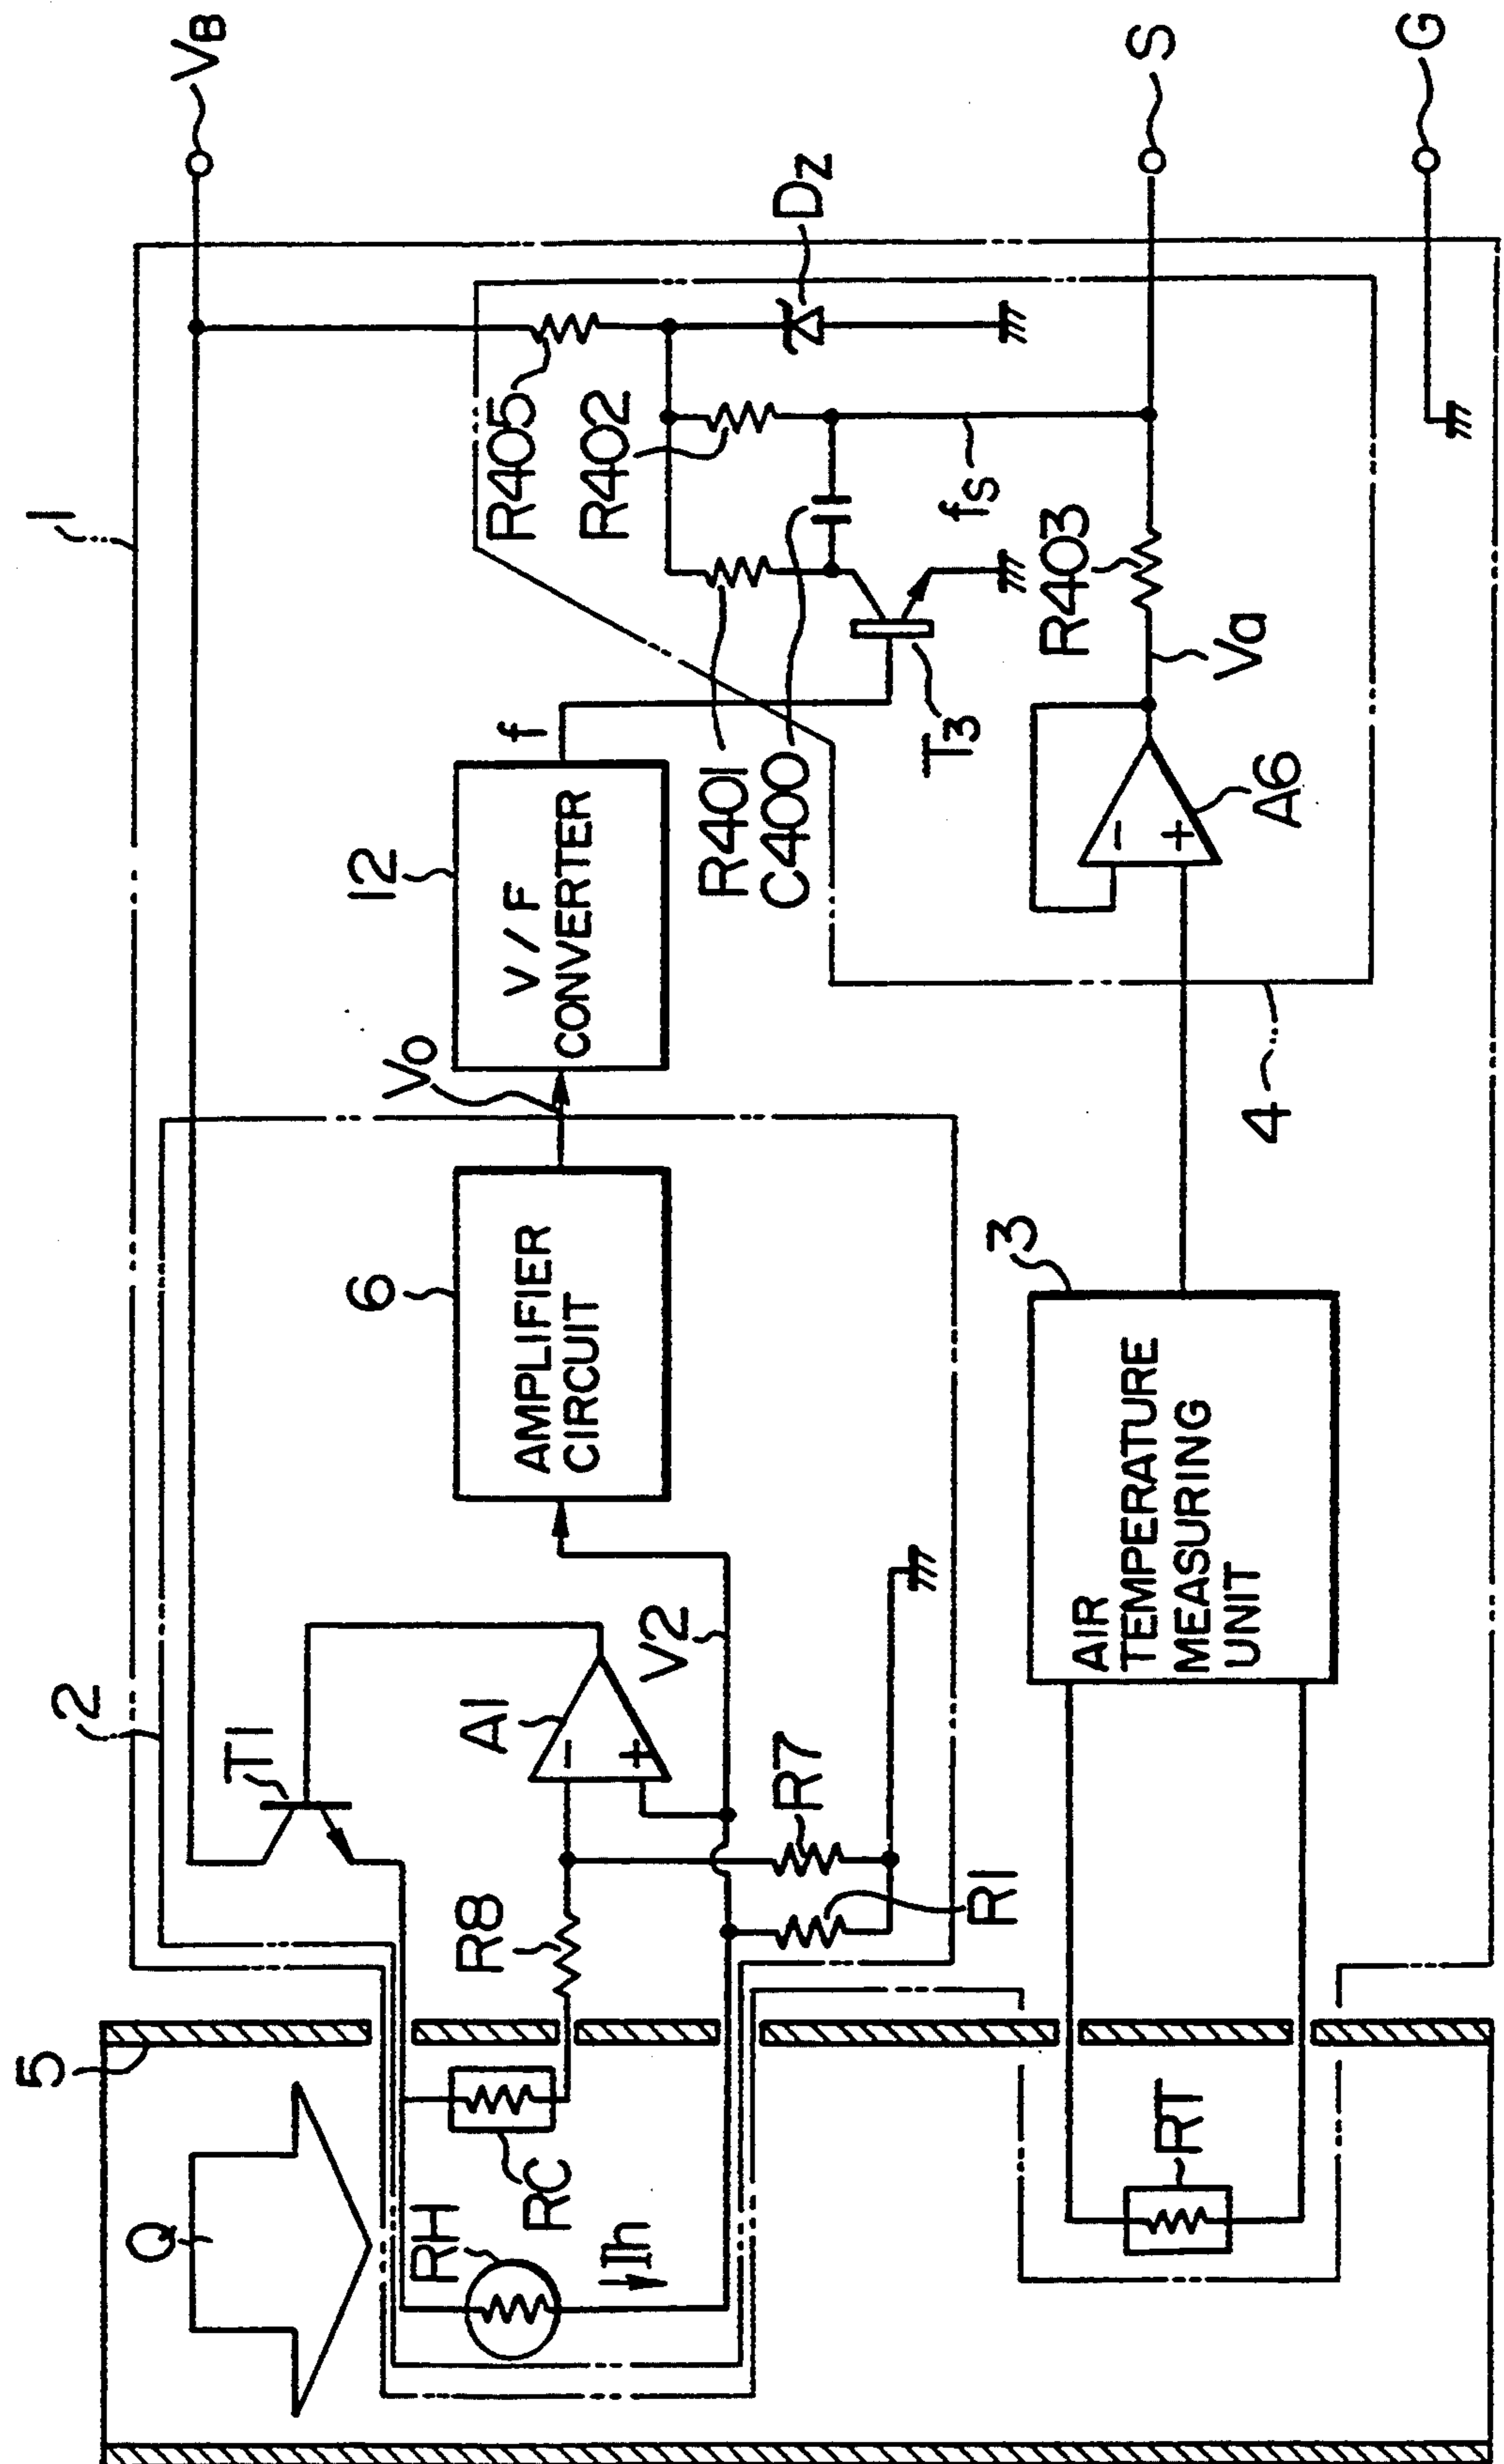 1
2
VB
T1
6
AMPLIFIER
CIRCUIT
VO
12
V / F
CONVERTER
f
R405
R402
DZ
5
Q
RH
RC
Ih
R8
A1
−
+
V2
R7
R1
R401
C400
T3
fS
S
R403
Va
A6
−
+
3
AIR
TEMPERATURE
MEASURING
UNIT
RT
4
G